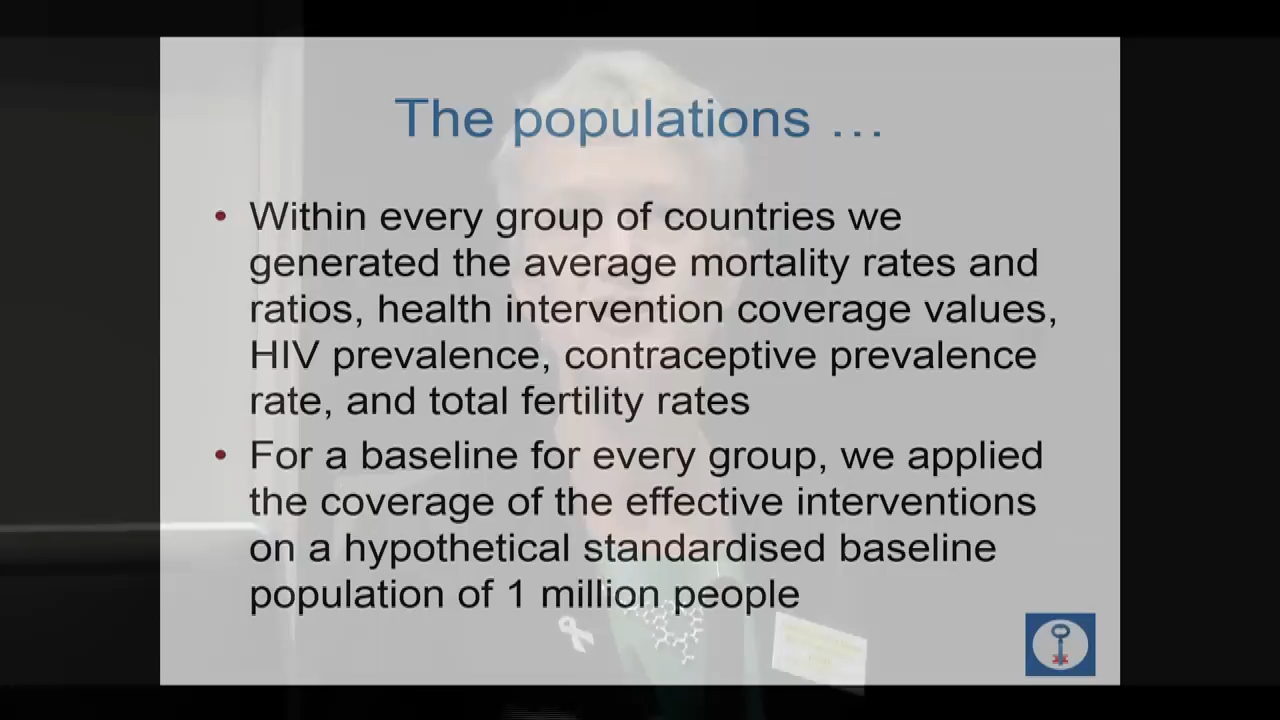 The populations …
• Within every group of countries we
generated the average mortality rates and
ratios, health intervention coverage values,
HIV prevalence, contraceptive prevalence
rate, and total fertility rates
• For a baseline for every group, we applied
the coverage of the effective interventions
on a hypothetical standardised baseline
population of 1 million people